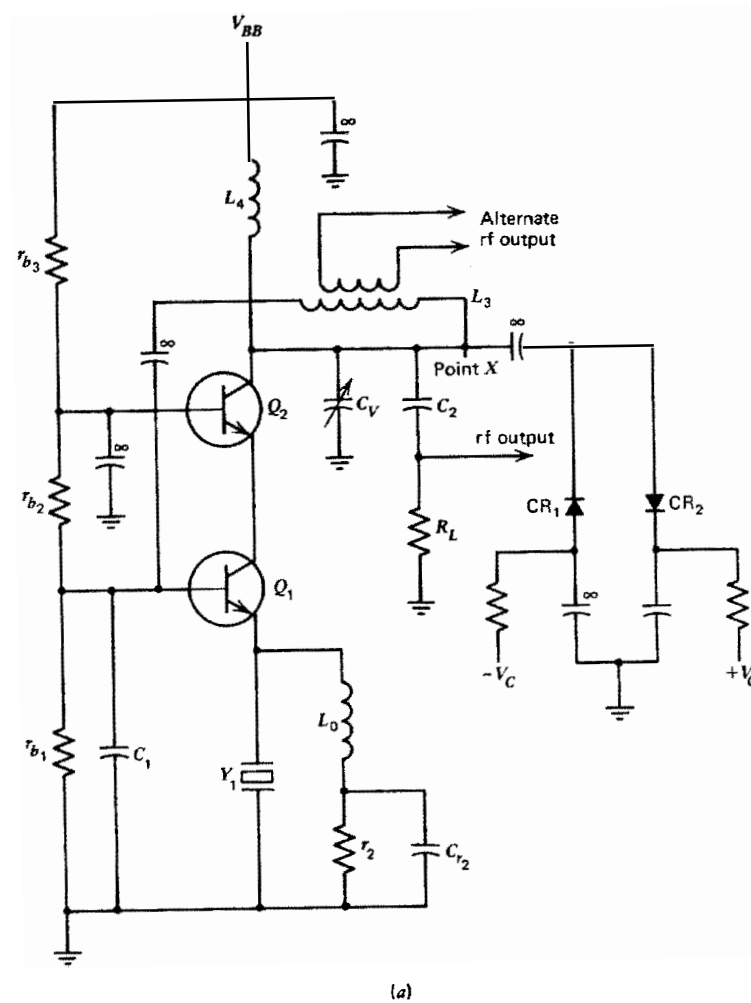 V_BB
∞
L_4
Alternate
rf output
r_b3
L_3
∞
∞
Point X
Q_2
C_V
C_2
∞
rf output
r_b2
R_L
CR_1
CR_2
Q_1
∞
-V_C
+V_C
L_0
r_b1
C_1
Y_1
r_2
C_r2
(a)